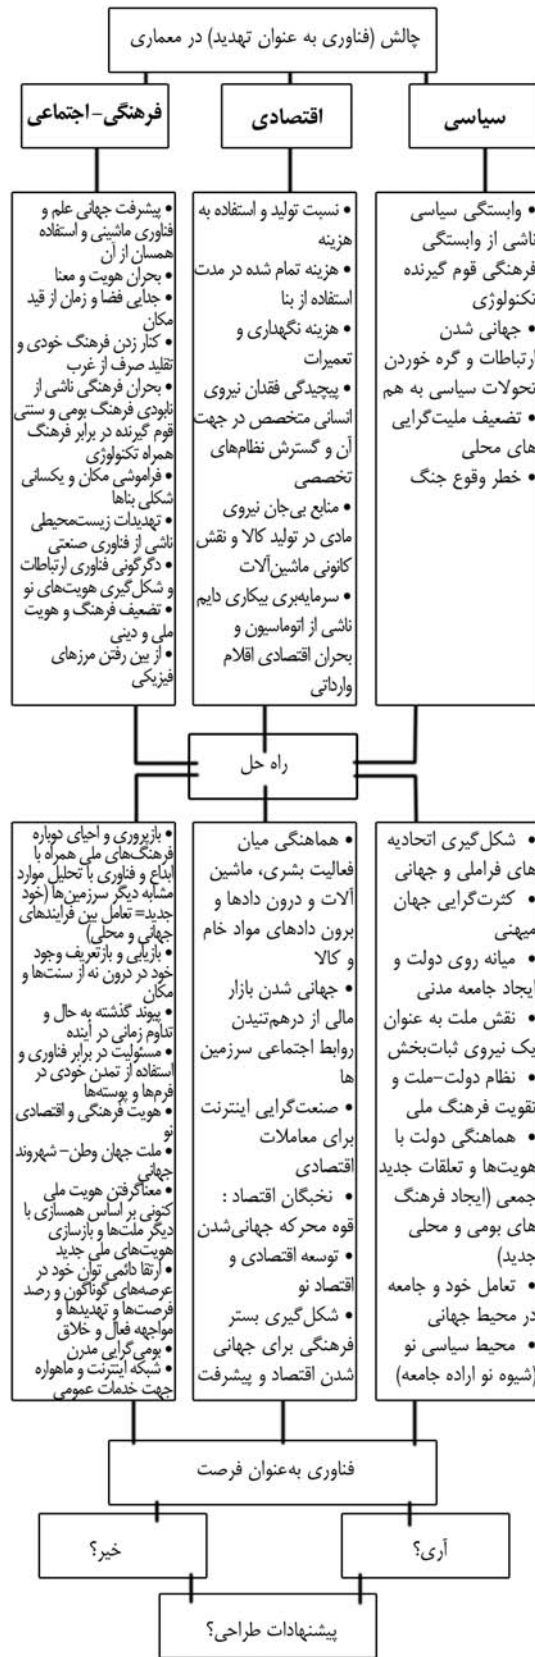 چالش (فناوری به عنوان تهدید) در معماری
سیاسی
اقتصادی
فرهنگی-اجتماعی
• وابستگی سیاسی
ناشی از وابستگی
فرهنگی قوم گیرنده
تکنولوژی
• جهانی شدن
ارتباطات و گره خوردن
تحولات سیاسی به هم
• تضعیف ملیت‌گرایی
های محلی
• خطر وقوع جنگ
• نسبت تولید و استفاده به
هزینه
• هزینه تمام شده در مدت
استفاده از بنا
• هزینه نگهداری و
تعمیرات
• پیچیدگی فقدان نیروی
انسانی متخصص در جهت
آن و گسترش نظام‌های
تخصصی
• منابع بی‌جان نیروی
مادی در تولید کالا و نقش
کانونی ماشین‌آلات
• سرمایه‌بری بیکاری دایم
ناشی از اتوماسیون و
بحران اقتصادی اقلام
وارداتی
• پیشرفت جهانی علم و
فناوری ماشینی و استفاده
همسان از آن
• بحران هویت و معنا
• جدایی فضا و زمان از قید
مکان
• کنار زدن فرهنگ خودی و
تقلید صرف از غرب
• بحران فرهنگی ناشی از
نابودی فرهنگ بومی و سنتی
قوم گیرنده در برابر فرهنگ
همراه تکنولوژی
• فراموشی مکان و یکسانی
شکلی بناها
• تهدیدات زیست‌محیطی
ناشی از فناوری صنعتی
• دگرگونی فناوری ارتباطات
و شکل‌گیری هویت‌های نو
• تضعیف فرهنگ و هویت
ملی و دینی
• از بین رفتن مرزهای
فیزیکی
راه حل
• شکل‌گیری اتحادیه
های فراملی و جهانی
• کثرت‌گرایی جهان
میهنی
• میانه روی دولت و
ایجاد جامعه مدنی
• نقش ملت به عنوان
یک نیروی ثبات‌بخش
• نظام دولت-ملت و
تقویت فرهنگ ملی
• هماهنگی دولت با
هویت‌ها و تعلقات جدید
جمعی (ایجاد فرهنگ
های بومی و محلی
جدید)
• تعامل خود و جامعه
در محیط جهانی
• محیط سیاسی نو
(شیوه نو اراده جامعه)
• هماهنگی میان
فعالیت بشری، ماشین
آلات و درون دادها و
برون دادهای مواد خام
و کالا
• جهانی شدن بازار
مالی از درهم‌تنیدن
روابط اجتماعی سرزمین
ها
• صنعت‌گرایی اینترنت
برای معاملات
اقتصادی
• نخبگان اقتصاد :
قوه محرکه جهانی‌شدن
• توسعه اقتصادی و
اقتصاد نو
• شکل‌گیری بستر
فرهنگی برای جهانی
شدن اقتصاد و پیشرفت
• بازپروری و احیای دوباره
فرهنگ‌های ملی همراه با
ابداع و فناوری با تحلیل موارد
مشابه دیگر سرزمین‌ها (خود
جدید= تعامل بین فرایندهای
جهانی و محلی)
• بازیابی و بازتعریف وجود
خود در درون نه از سنت‌ها و
مکان
• پیوند گذشته به حال و
تداوم زمانی در آینده
• مسئولیت در برابر فناوری و
استفاده از تمدن خودی در
فرم‌ها و پوسته‌ها
• هویت فرهنگی و اقتصادی
نو
• ملت جهان وطن- شهروند
جهانی
• معناگرفتن هویت ملی
کنونی بر اساس همسازی با
دیگر ملت‌ها و بازسازی
هویت‌های ملی جدید
• ارتقا دائمی توان خود در
عرصه‌های گوناگون و رصد
فرصت‌ها و تهدیدها و
مواجهه فعال و خلاق
• بومی‌گرایی مدرن
• شبکه اینترنت و ماهواره
جهت خدمات عمومی
فناوری به‌عنوان فرصت
آری؟
خیر؟
پیشنهادات طراحی؟